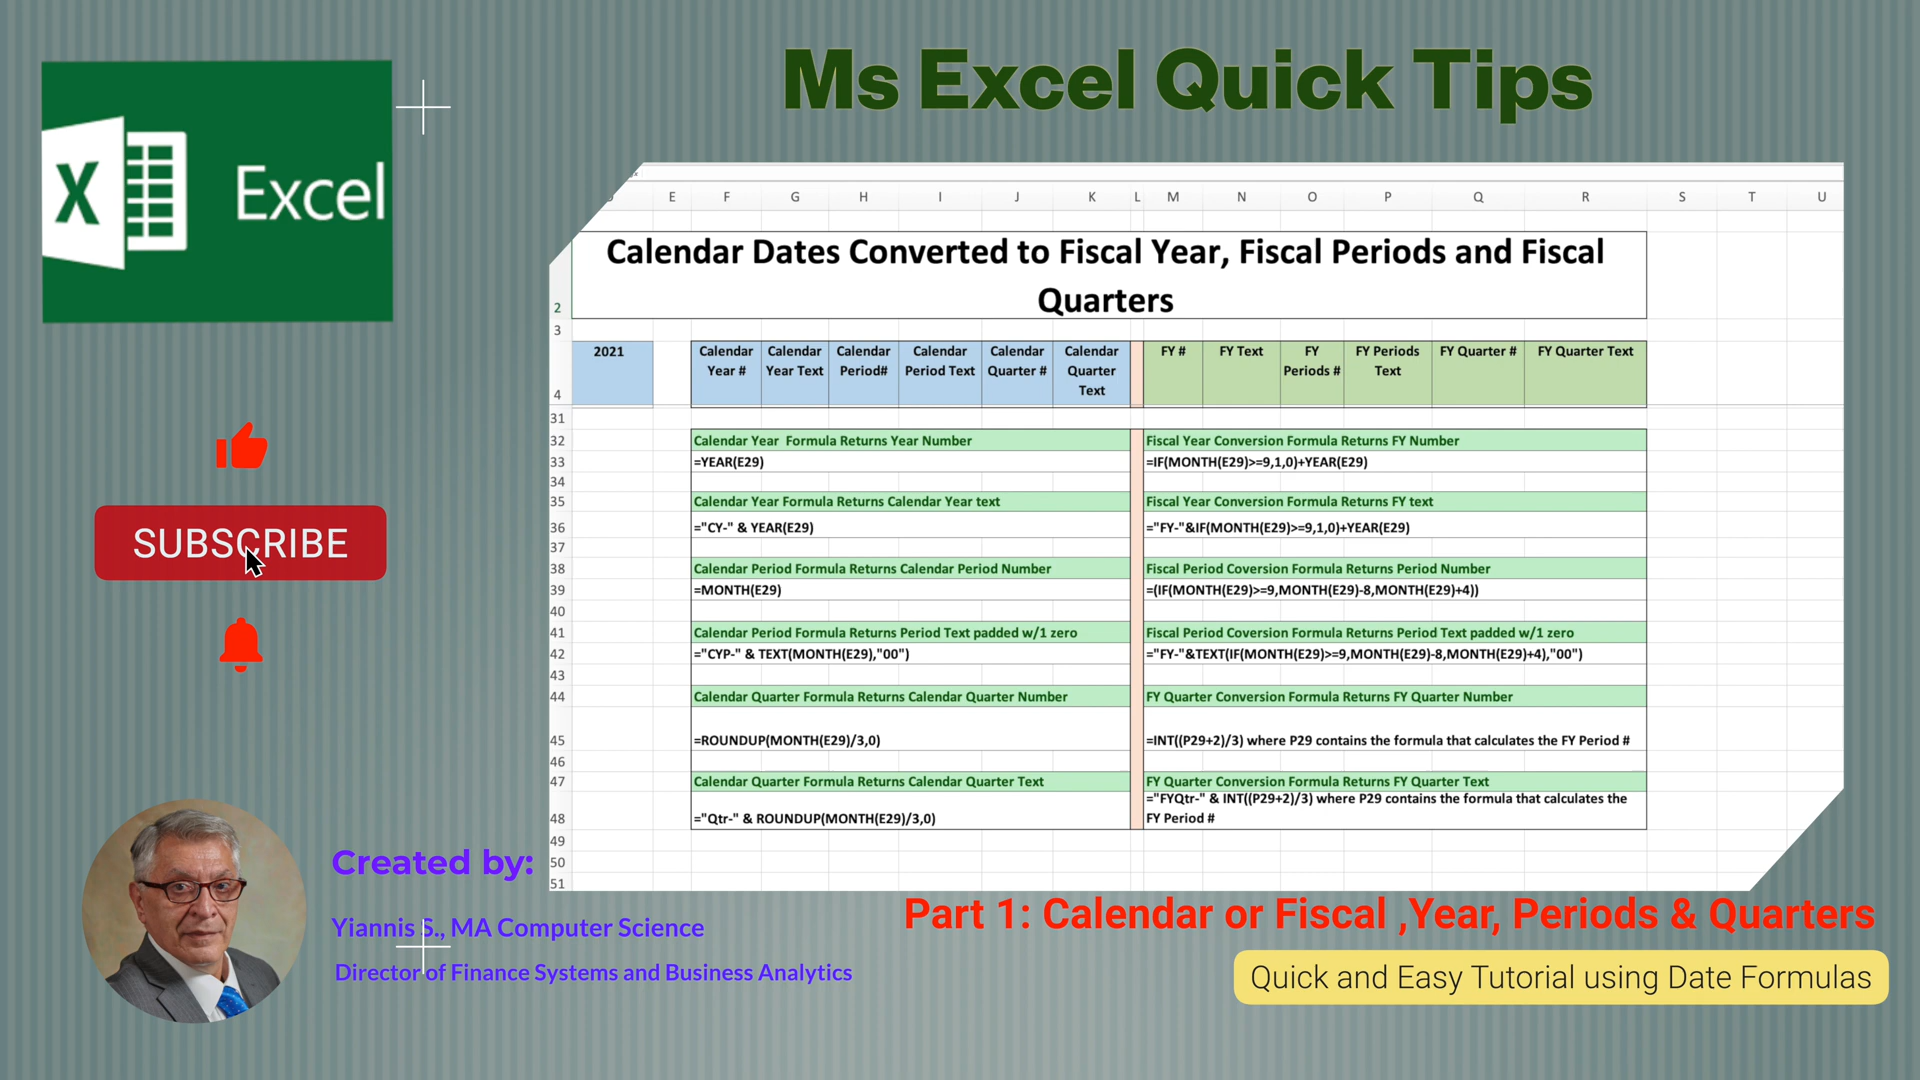 Ms Excel Quick Tips
X Excel
E F G H I J K L M N O P Q R S T U
Calendar Dates Converted to Fiscal Year, Fiscal Periods and Fiscal
2 Quarters
3
2021 Calendar Year # Calendar Year Text Calendar Period# Calendar Period Text Calendar Quarter # Calendar Quarter Text FY # FY Text FY Periods # FY Periods Text FY Quarter # FY Quarter Text
4
31
32 Calendar Year  Formula Returns Year Number Fiscal Year Conversion Formula Returns FY Number
33 =YEAR(E29) =IF(MONTH(E29)>=9,1,0)+YEAR(E29)
34
35 Calendar Year Formula Returns Calendar Year text Fiscal Year Conversion Formula Returns FY text
36 ="CY-" & YEAR(E29) ="FY-"&IF(MONTH(E29)>=9,1,0)+YEAR(E29)
37
38 Calendar Period Formula Returns Calendar Period Number Fiscal Period Coversion Formula Returns Period Number
39 =MONTH(E29) =(IF(MONTH(E29)>=9,MONTH(E29)-8,MONTH(E29)+4))
40
41 Calendar Period Formula Returns Period Text padded w/1 zero Fiscal Period Coversion Formula Returns Period Text padded w/1 zero
42 ="CYP-" & TEXT(MONTH(E29),"00") ="FY-"&TEXT(IF(MONTH(E29)>=9,MONTH(E29)-8,MONTH(E29)+4),"00")
43
44 Calendar Quarter Formula Returns Calendar Quarter Number FY Quarter Conversion Formula Returns FY Quarter Number
45 =ROUNDUP(MONTH(E29)/3,0) =INT((P29+2)/3) where P29 contains the formula that calculates the FY Period #
46
47 Calendar Quarter Formula Returns Calendar Quarter Text FY Quarter Conversion Formula Returns FY Quarter Text
="FYQtr-" & INT((P29+2)/3) where P29 contains the formula that calculates the
48 ="Qtr-" & ROUNDUP(MONTH(E29)/3,0) FY Period #
49
50
51
SUBSCRIBE
Created by:
Yiannis S., MA Computer Science
Director of Finance Systems and Business Analytics
Part 1: Calendar or Fiscal ,Year, Periods & Quarters
Quick and Easy Tutorial using Date Formulas